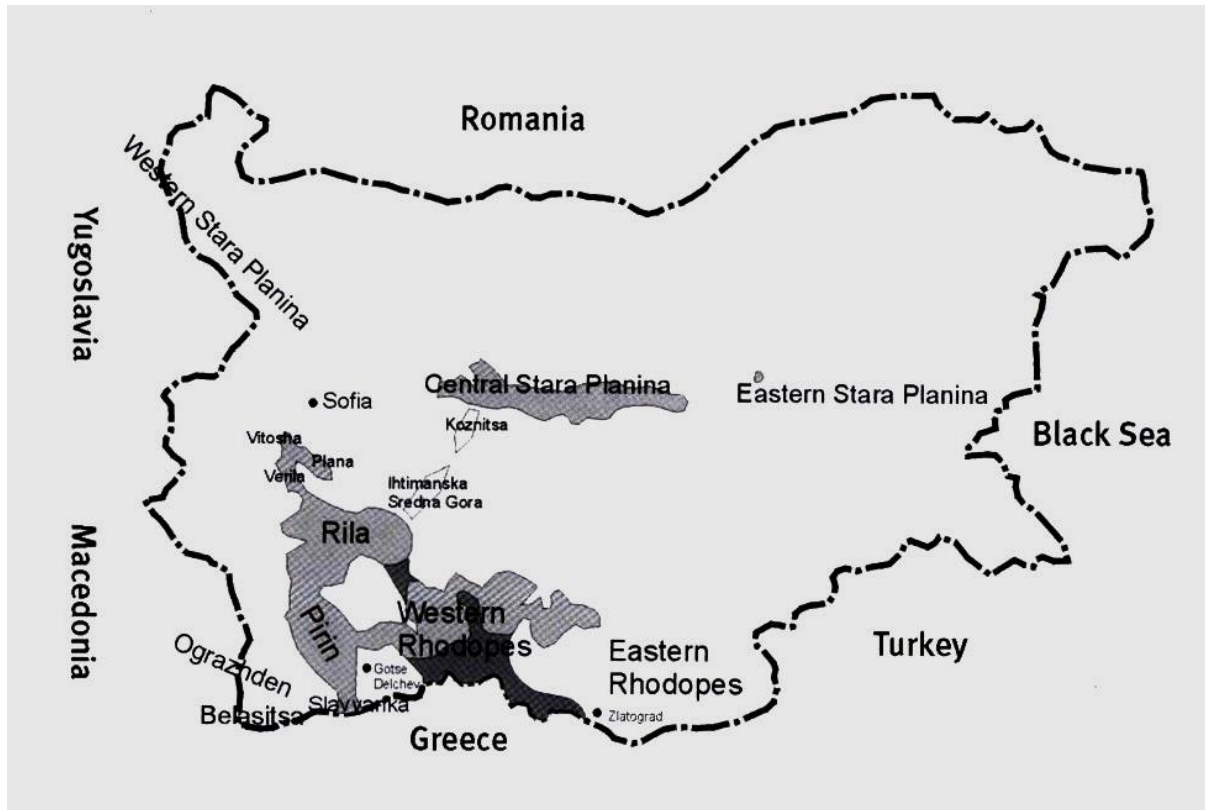 Romania
Western Stara Planina
Yugoslavia
Central Stara Planina
Eastern Stara Planina
Sofia
Koznitsa
Black Sea
Vitosha
Plana
Verila
Ihtimanska
Sredna Gora
Rila
Macedonia
Western
Rhodopes
Pirin
Turkey
Ograzhden
Gotse
Delchev
Eastern
Rhodopes
Slavyanka
Belasitsa
Zlatograd
Greece